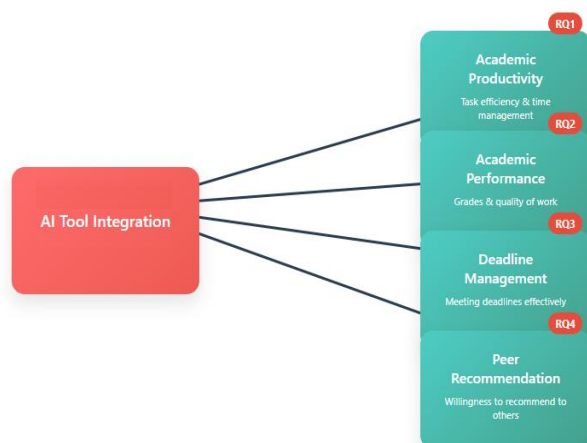 RQ1
Academic
Productivity
Task efficiency & time
management
RQ2
Academic
Performance
Grades & quality of work
AI Tool Integration
RQ3
Deadline
Management
Meeting deadlines effectively
RQ4
Peer
Recommendation
Willingness to recommend to
others